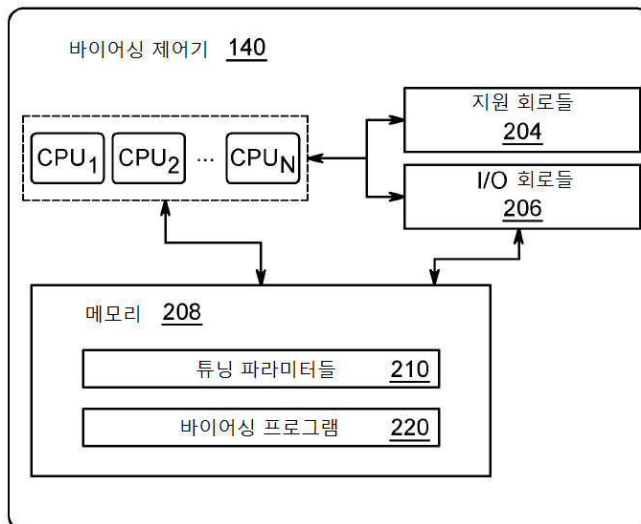 바이어싱 제어기 140
CPU1 CPU2 ... CPUN
지원 회로들
204
I/O 회로들
206
메모리 208
튜닝 파라미터들 210
바이어싱 프로그램 220